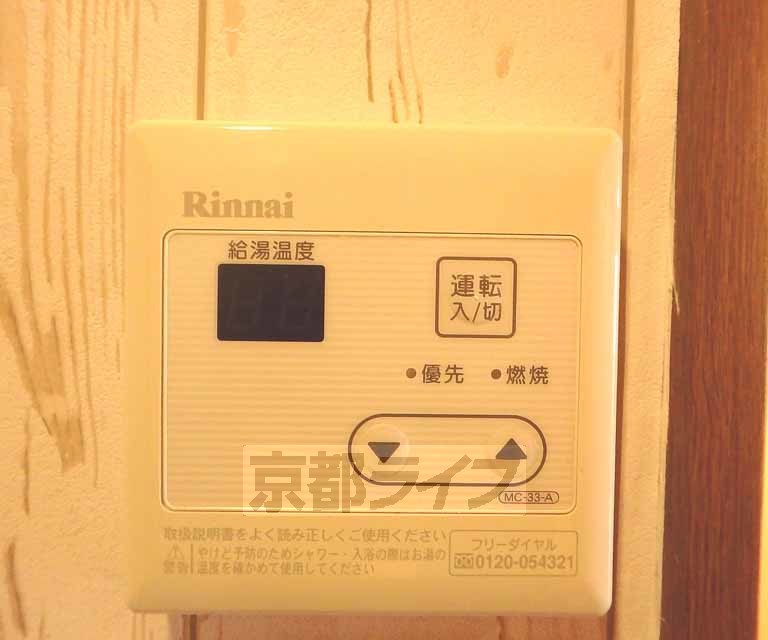 Rinnai
給湯温度
運転
入/切
優先
燃焼
京都ライフ
MC-33-A
取扱説明書をよく読み正しくご使用ください
フリーダイヤル
0120-054321
警告
やけど予防のためシャワー・入浴の際はお湯の
温度を確かめて使用してください